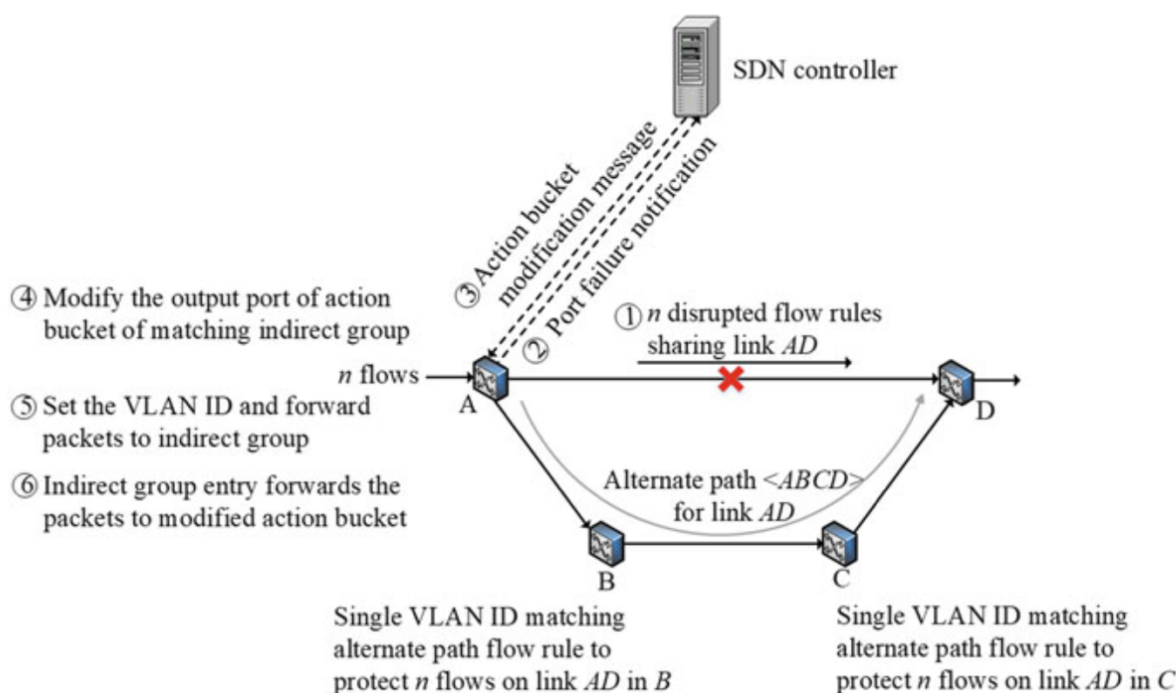 SDN controller
③ Action bucket
modification message
② Port failure notification
④ Modify the output port of action
bucket of matching indirect group
① n disrupted flow rules
sharing link AD
n flows
A
D
⑤ Set the VLAN ID and forward
packets to indirect group
⑥ Indirect group entry forwards the
packets to modified action bucket
Alternate path <ABCD>
for link AD
B
C
Single VLAN ID matching
alternate path flow rule to
protect n flows on link AD in B
Single VLAN ID matching
alternate path flow rule to
protect n flows on link AD in C